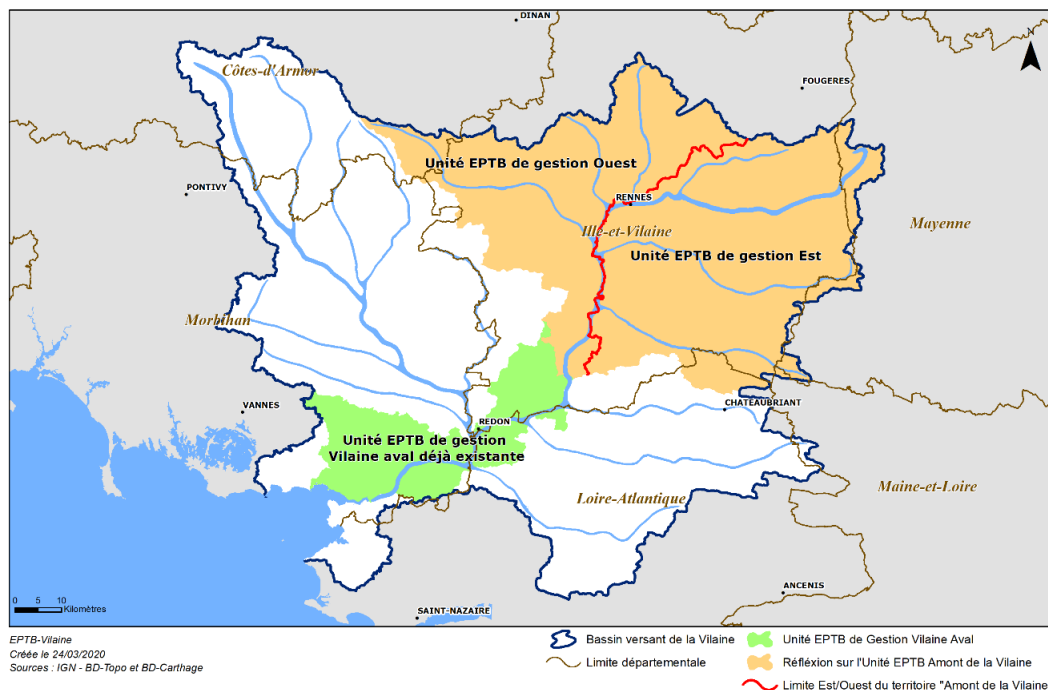 DINAN
Côtes-d'Armor
FOUGERES
N
Unité EPTB de gestion Ouest
PONTIVY
RENNES
Mayenne
Ille-et-Vilaine
Unité EPTB de gestion Est
Morbihan
VANNES
CHATEAUBRIANT
REDON
Unité EPTB de gestion
Vilaine aval déjà existante
Maine-et-Loire
Loire-Atlantique
ANCENIS
0 5 10
Kilomètres
SAINT-NAZAIRE
EPTB-Vilaine
Créée le 24/03/2020
Sources : IGN - BD-Topo et BD-Carthage
Bassin versant de la Vilaine
Limite départementale
Unité EPTB de Gestion Vilaine Aval
Réfléxion sur l'Unité EPTB Amont de la Vilaine
Limite Est/Ouest du territoire "Amont de la Vilaine